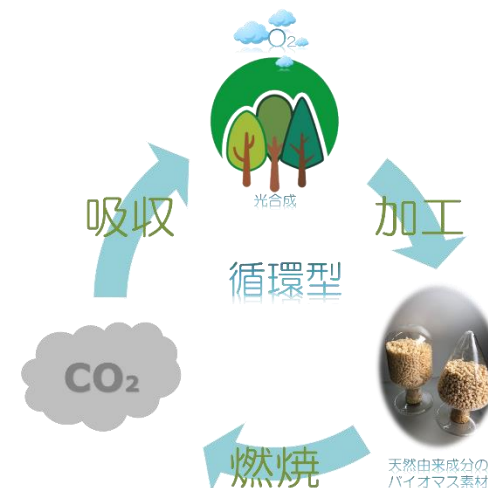 O2
光合成
吸収
加工
循環型
CO2
燃焼
天然由来成分の
バイオマス素材